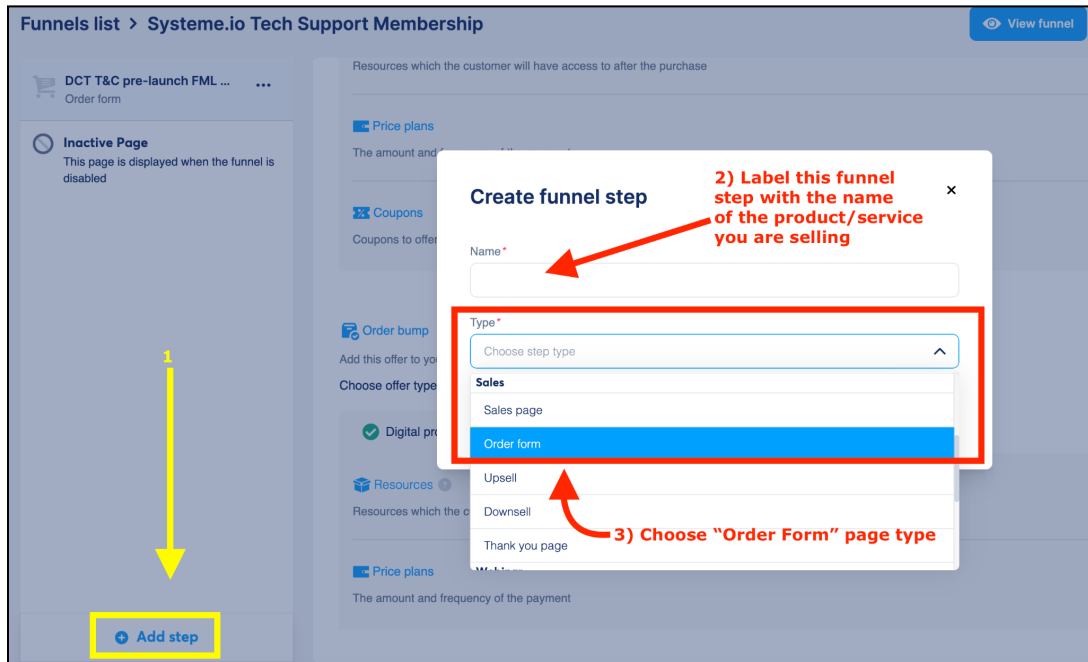 Funnels list > Systeme.io Tech Support Membership
View funnel
DCT T&C pre-launch FML ...
Order form
Inactive Page
This page is displayed when the funnel is
disabled
1
Add step
Resources which the customer will have access to after the purchase
Price plans
The amount and
Coupons
Coupons to offer
Order bump
Add this offer to yo
Choose offer type
Digital pro
Resources
Resources which the c
Price plans
The amount and frequency of the payment
Create funnel step
2) Label this funnel
step with the name
of the product/service
you are selling
Name*
Type*
Choose step type
Sales
Sales page
Order form
Upsell
Downsell
Thank you page
3) Choose “Order Form” page type